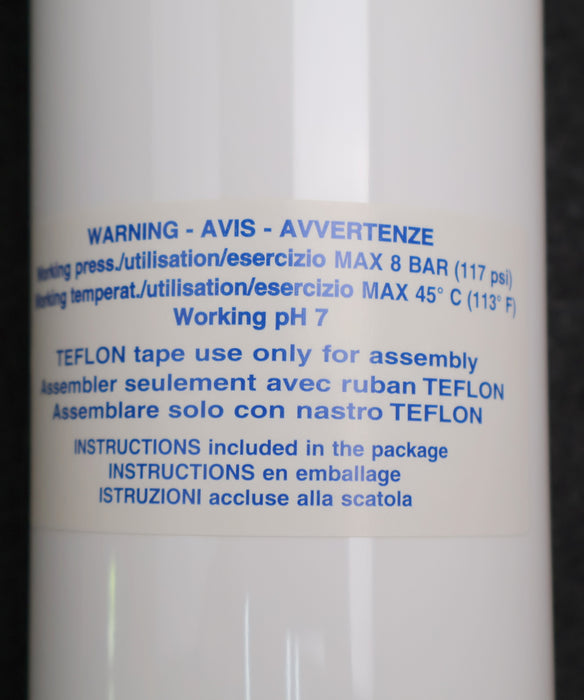 WARNING - AVIS - AVVERTENZE
Working press./utilisation/esercizio MAX 8 BAR (117 psi)
Working temperat./utilisation/esercizio MAX 45° C (113° F)
Working pH 7
TEFLON tape use only for assembly
Assembler seulement avec ruban TEFLON
Assemblare solo con nastro TEFLON
INSTRUCTIONS included in the package
INSTRUCTIONS en emballage
ISTRUZIONI accluse alla scatola